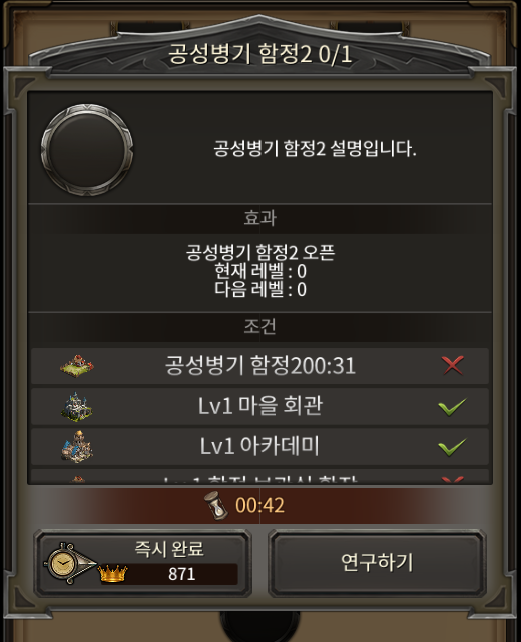 공성병기 함정2 0/1
공성병기 함정2 설명입니다.
효과
공성병기 함정2 오픈
현재 레벨 : 0
다음 레벨 : 0
조건
공성병기 함정200:31
Lv1 마을 회관
Lv1 아카데미
00:42
즉시 완료
871
연구하기